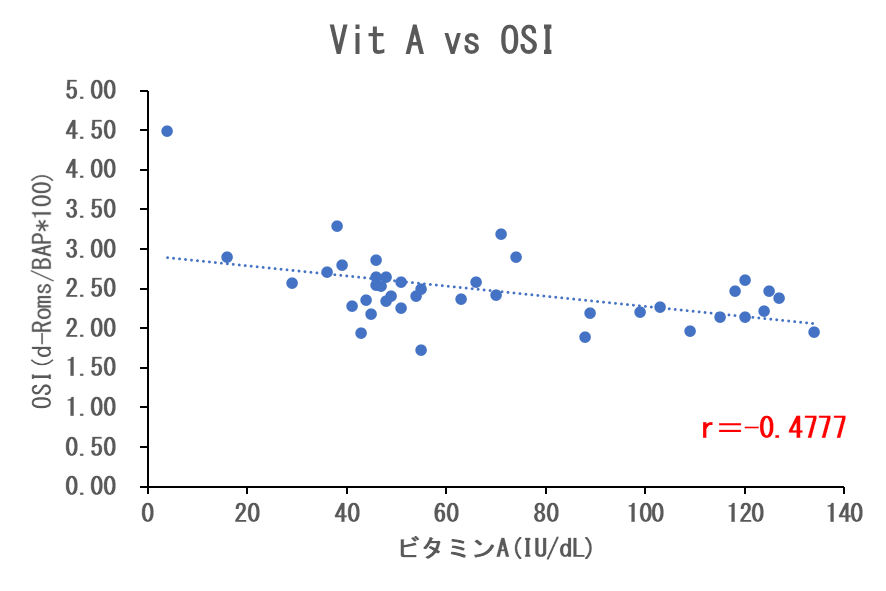 Vit A vs OSI
5.00
4.50
4.00
3.50
3.00
2.50
2.00
1.50
1.00
0.50
0.00
OSI(d-Roms/BAP*100)
r=-0.4777
0 20 40 60 80 100 120 140
ビタミンA(IU/dL)